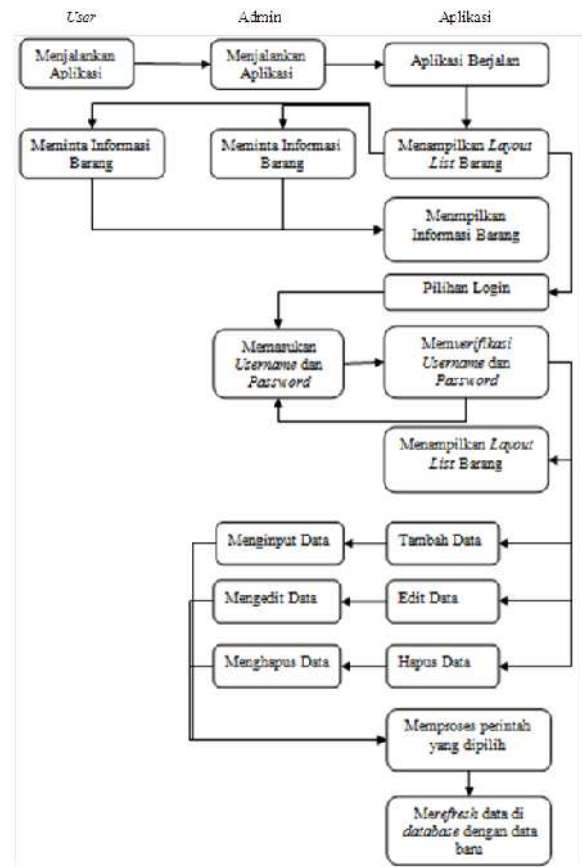 User Admin Aplikasi
Menjalankan Aplikasi
Menjalankan Aplikasi
Aplikasi Berjalan
Meminta Informasi Barang
Meminta Informasi Barang
Menampilkan Layout List Barang
Menmpilkan Informasi Barang
Pilihan Login
Memasukan Username dan Password
Memverifikasi Username dan Password
Menampilkan Layout List Barang
Menginput Data
Tambah Data
Mengedit Data
Edit Data
Menghapus Data
Hapus Data
Memproses perintah yang dipilih
Merefresh data di database dengan data baru